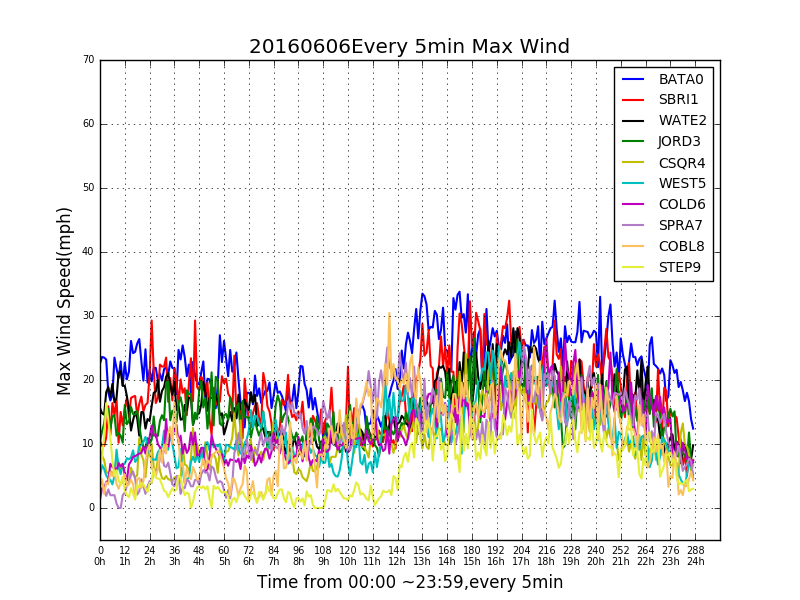 20160606Every 5min Max Wind
70
60
50
40
30
20
10
0
Max Wind Speed(mph)
BATA0
SBRI1
WATE2
JORD3
CSQR4
WEST5
COLD6
SPRA7
COBL8
STEP9
0 12 24 36 48 60 72 84 96 108 120 132 144 156 168 180 192 204 216 228 240 252 264 276 288
0h 1h 2h 3h 4h 5h 6h 7h 8h 9h 10h 11h 12h 13h 14h 15h 16h 17h 18h 19h 20h 21h 22h 23h 24h
Time from 00:00 ~23:59,every 5min